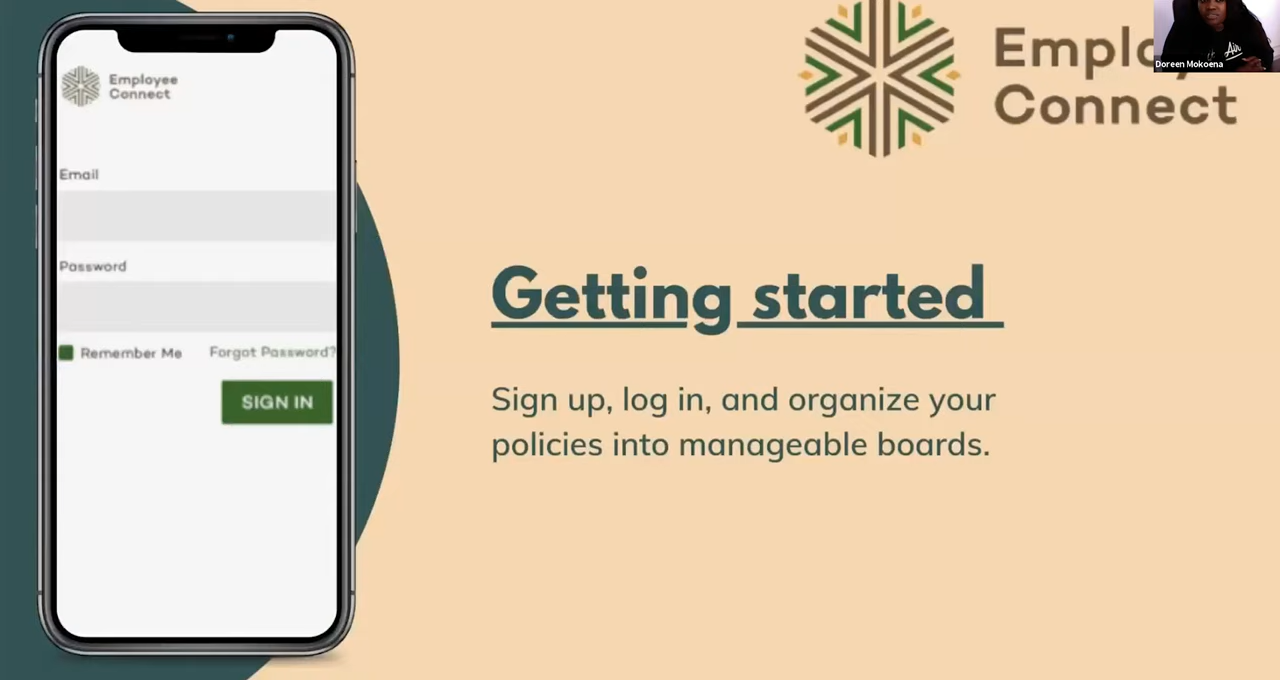 Employee
Connect
Email
Password
Remember Me
Forgot Password?
SIGN IN
Connect
Doreen Mokoena
Air
Getting started
Sign up, log in, and organize your
policies into manageable boards.